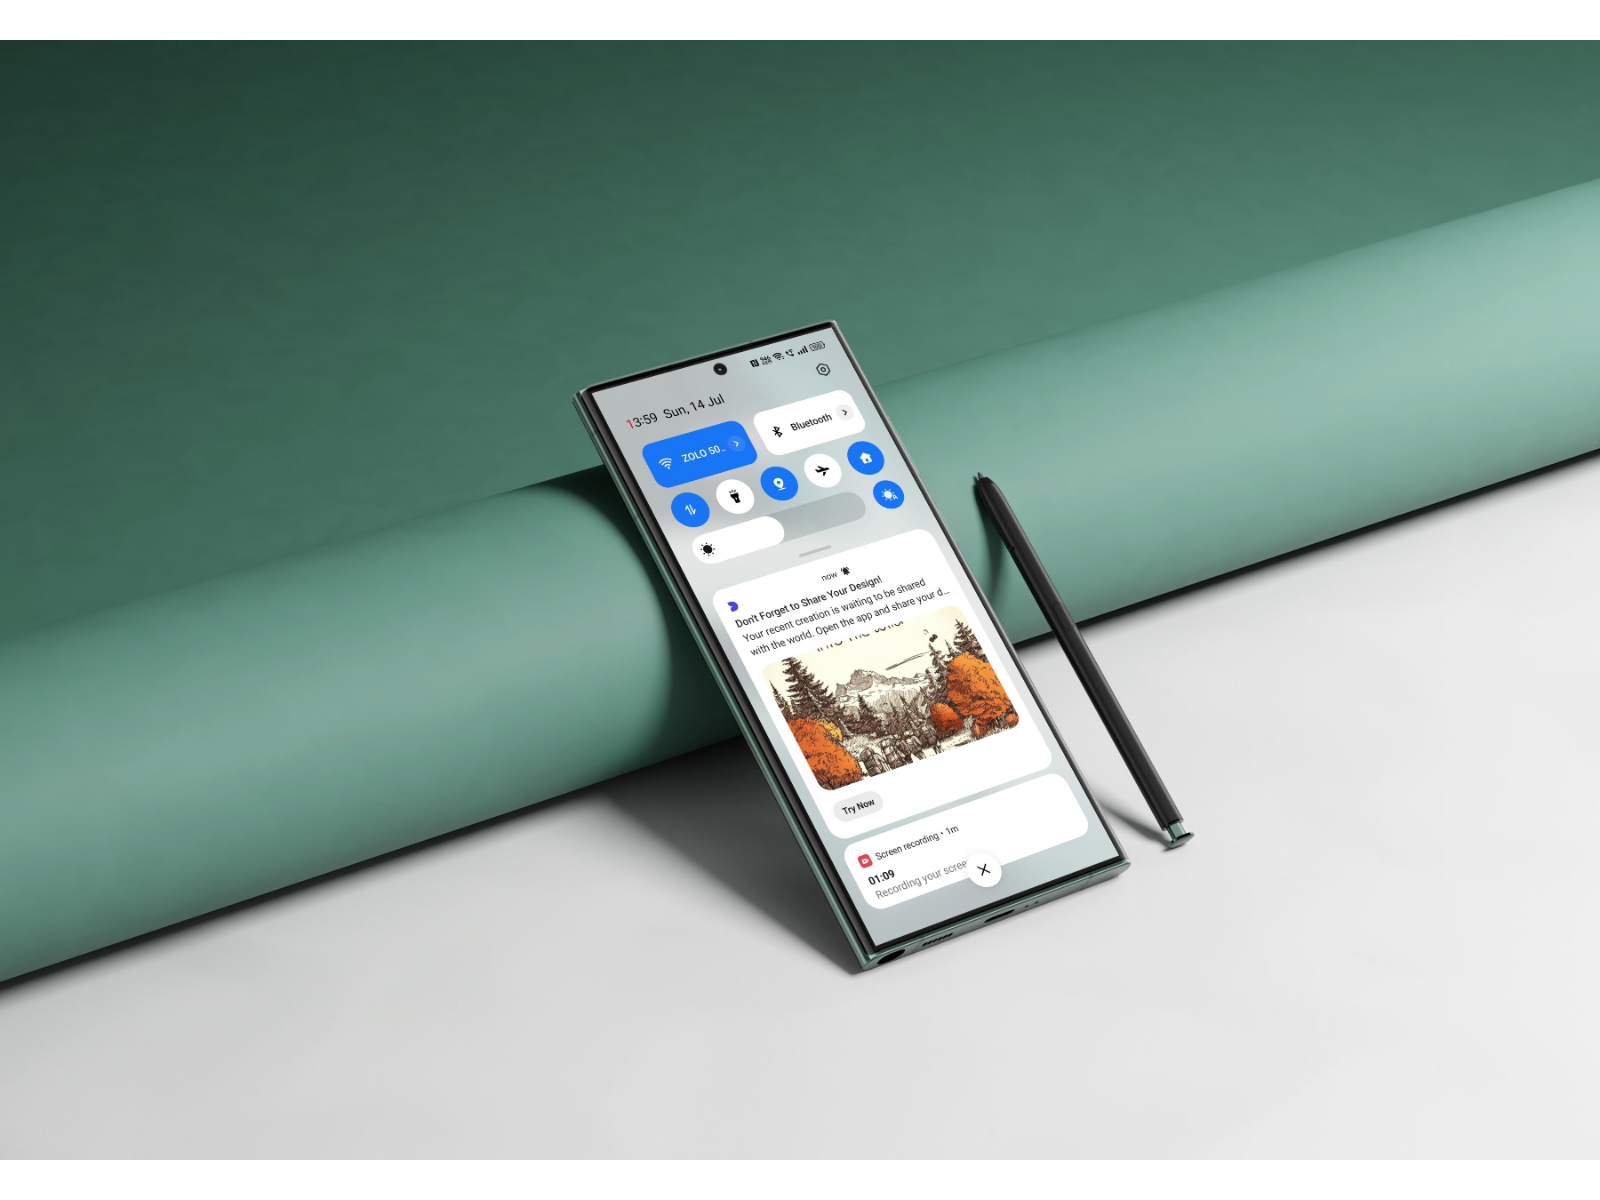 13:59 Sun, 14 Jul
ZOLO 50..
Bluetooth
now
Don't Forget to Share Your Design!
Your recent creation is waiting to be shared
with the world. Open the app and share your d...
Try Now
Screen recording • 1m
01:09
Recording your scree